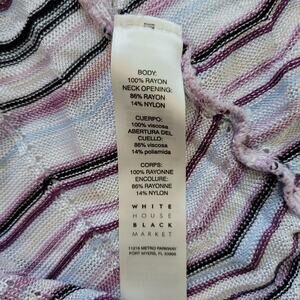 BODY:
100% RAYON
NECK OPENING:
86% RAYON
14% NYLON
CUERPO:
100% viscosa
ABERTURA DEL
CUELLO:
86% viscosa
14% poliamida
CORPS:
100% RAYONNE
ENCOLURE:
86% RAYONNE
14% NYLON
WHITE
HOUSE
BLACK
MARKET
11215 METRO PARKWAY
FORT MYERS, FL 33966